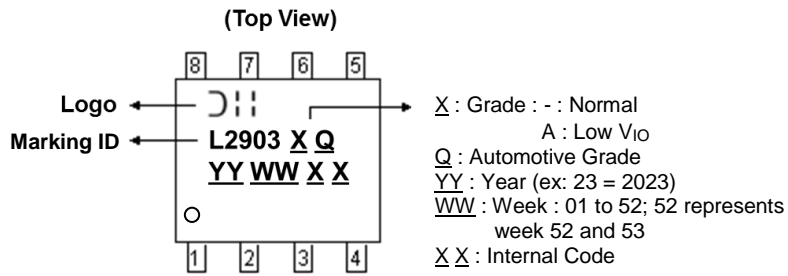 (Top View)
8 7 6 5
Logo
Marking ID
L2903 X Q
YY WW X X
1 2 3 4
X : Grade : - : Normal
A : Low VIO
Q : Automotive Grade
YY : Year (ex: 23 = 2023)
WW : Week : 01 to 52; 52 represents
week 52 and 53
X X : Internal Code